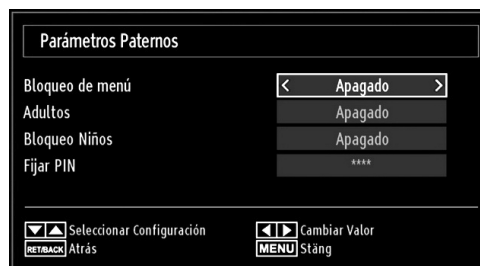 Parámetros Paternos
Bloqueo de menú < Apagado >
Adultos Apagado
Bloqueo Niños Apagado
Fijar PIN ****
Seleccionar Configuración Cambiar Valor
RET/BACK Atrás MENU Stäng